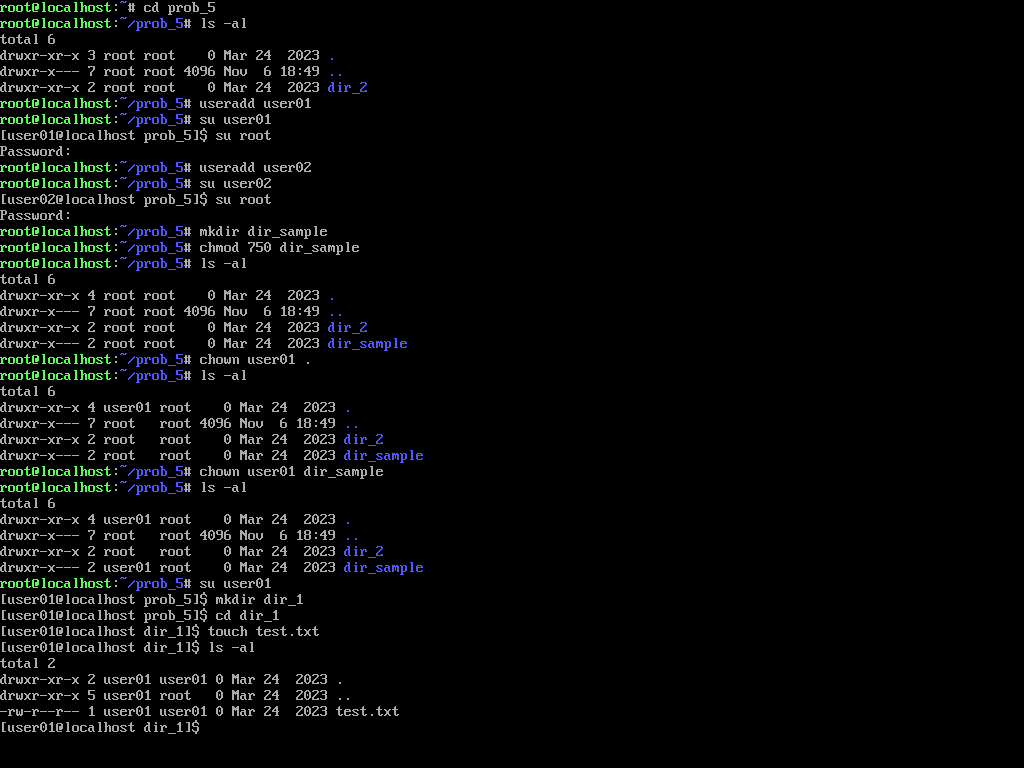 root@localhost:~# cd prob_5
root@localhost:~/prob_5# ls -al
total 6
drwxr-xr-x 3 root root    0 Mar 24  2023 .
drwxr-x--- 7 root root 4096 Nov  6 18:49 ..
drwxr-xr-x 2 root root    0 Mar 24  2023 dir_2
root@localhost:~/prob_5# useradd user01
root@localhost:~/prob_5# su user01
[user01@localhost prob_5]$ su root
Password:
root@localhost:~/prob_5# useradd user02
root@localhost:~/prob_5# su user02
[user02@localhost prob_5]$ su root
Password:
root@localhost:~/prob_5# mkdir dir_sample
root@localhost:~/prob_5# chmod 750 dir_sample
root@localhost:~/prob_5# ls -al
total 6
drwxr-xr-x 4 root root    0 Mar 24  2023 .
drwxr-x--- 7 root root 4096 Nov  6 18:49 ..
drwxr-xr-x 2 root root    0 Mar 24  2023 dir_2
drwxr-x--- 2 root root    0 Mar 24  2023 dir_sample
root@localhost:~/prob_5# chown user01 .
root@localhost:~/prob_5# ls -al
total 6
drwxr-xr-x 4 user01 root    0 Mar 24  2023 .
drwxr-x--- 7 root   root 4096 Nov  6 18:49 ..
drwxr-xr-x 2 root   root    0 Mar 24  2023 dir_2
drwxr-x--- 2 root   root    0 Mar 24  2023 dir_sample
root@localhost:~/prob_5# chown user01 dir_sample
root@localhost:~/prob_5# ls -al
total 6
drwxr-xr-x 4 user01 root    0 Mar 24  2023 .
drwxr-x--- 7 root   root 4096 Nov  6 18:49 ..
drwxr-xr-x 2 root   root    0 Mar 24  2023 dir_2
drwxr-x--- 2 user01 root    0 Mar 24  2023 dir_sample
root@localhost:~/prob_5# su user01
[user01@localhost prob_5]$ mkdir dir_1
[user01@localhost prob_5]$ cd dir_1
[user01@localhost dir_1]$ touch test.txt
[user01@localhost dir_1]$ ls -al
total 2
drwxr-xr-x 2 user01 user01 0 Mar 24  2023 .
drwxr-xr-x 5 user01 root   0 Mar 24  2023 ..
-rw-r--r-- 1 user01 user01 0 Mar 24  2023 test.txt
[user01@localhost dir_1]$